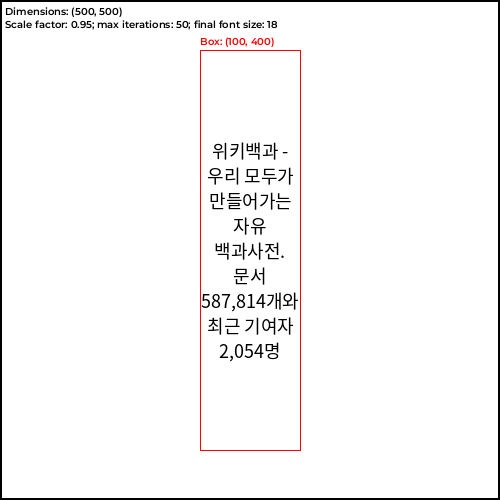 Dimensions: (500, 500)
Scale factor: 0.95; max iterations: 50; final font size: 18
Box: (100, 400)
위키백과 -
우리 모두가
만들어가는
자유
백과사전.
문서
587,814개와
최근 기여자
2,054명